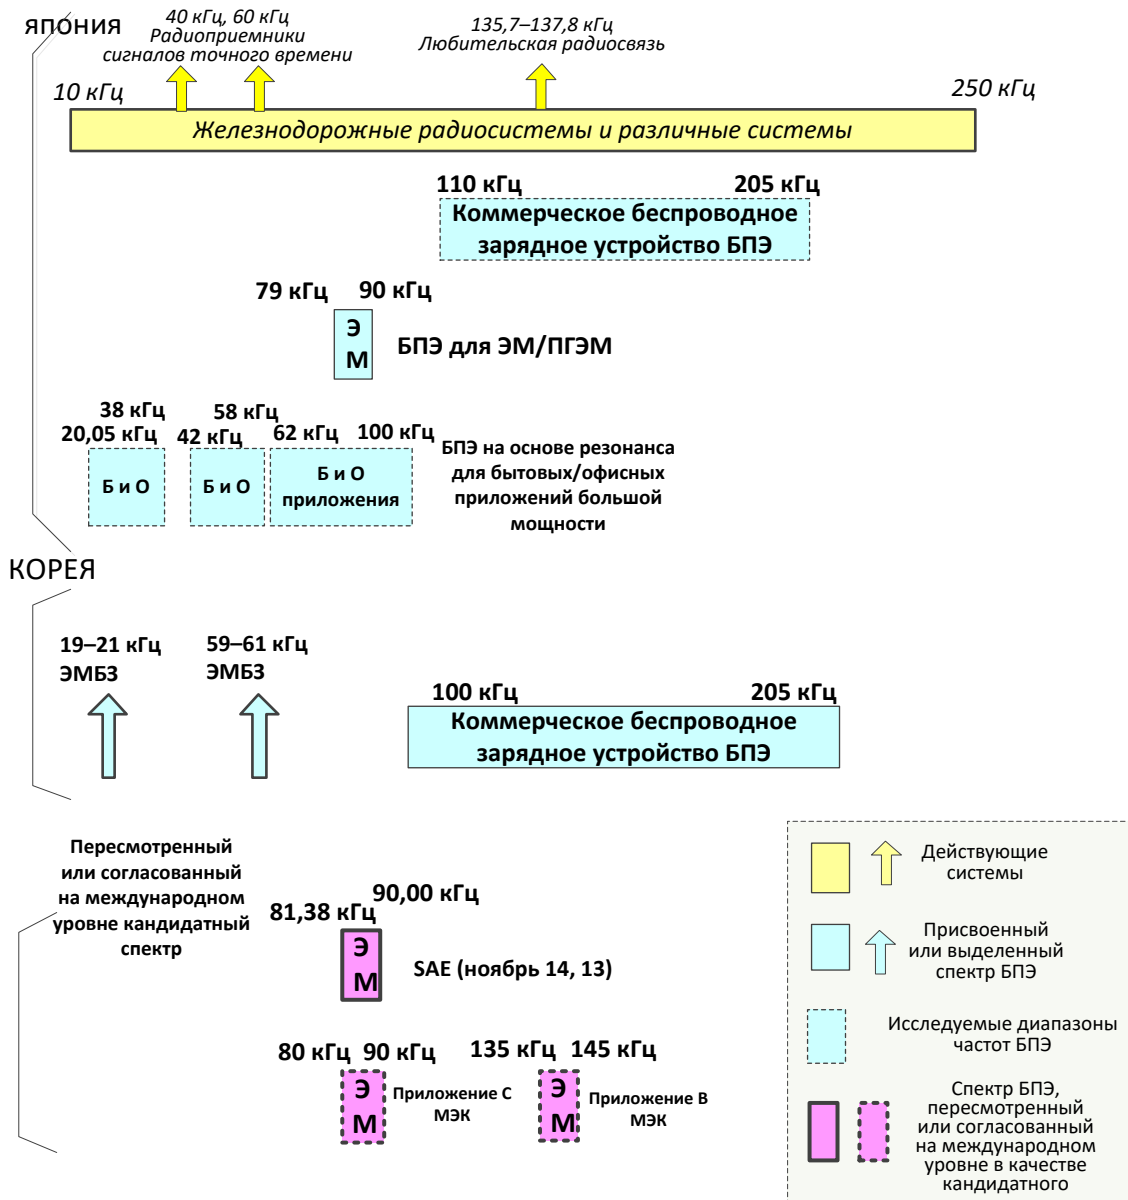 ЯПОНИЯ
40 кГц, 60 кГц
Радиоприемники
сигналов точного времени
135,7–137,8 кГц
Любительская радиосвязь
10 кГц
250 кГц
Железнодорожные радиосистемы и различные системы
110 кГц
205 кГц
Коммерческое беспроводное
зарядное устройство БПЭ
79 кГц
90 кГц
Э
М
БПЭ для ЭМ/ПГЭМ
38 кГц
58 кГц
20,05 кГц
42 кГц
62 кГц
100 кГц
Б и О
Б и О
Б и О
приложения
БПЭ на основе резонанса
для бытовых/офисных
приложений большой
мощности
КОРЕЯ
19–21 кГц
ЭМБЗ
59–61 кГц
ЭМБЗ
100 кГц
205 кГц
Коммерческое беспроводное
зарядное устройство БПЭ
Пересмотренный
или согласованный
на международном
уровне кандидатный
спектр
81,38 кГц
90,00 кГц
Э
М
SAE (ноябрь 14, 13)
80 кГц
90 кГц
Э
М
Приложение C
МЭК
135 кГц
145 кГц
Э
М
Приложение B
МЭК
Действующие
системы
Присвоенный
или выделенный
спектр БПЭ
Исследуемые диапазоны
частот БПЭ
Спектр БПЭ,
пересмотренный
или согласованный
на международном
уровне в качестве
кандидатного